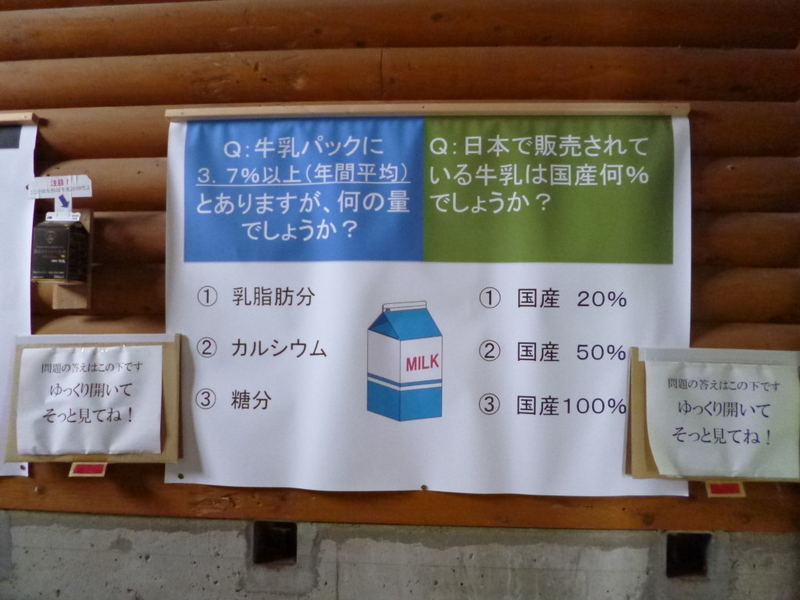 Q：牛乳パックに
3．7％以上（年間平均）
とありますが、何の量
でしょうか？
① 乳脂肪分
② カルシウム
③ 糖分
MILK
Q：日本で販売されて
いる牛乳は国産何％
でしょうか？
① 国産 20％
② 国産 50％
③ 国産100％
問題の答えはこの下です
ゆっくり開いて
そっと見てね！
問題の答えはこの下です
ゆっくり開いて
そっと見てね！